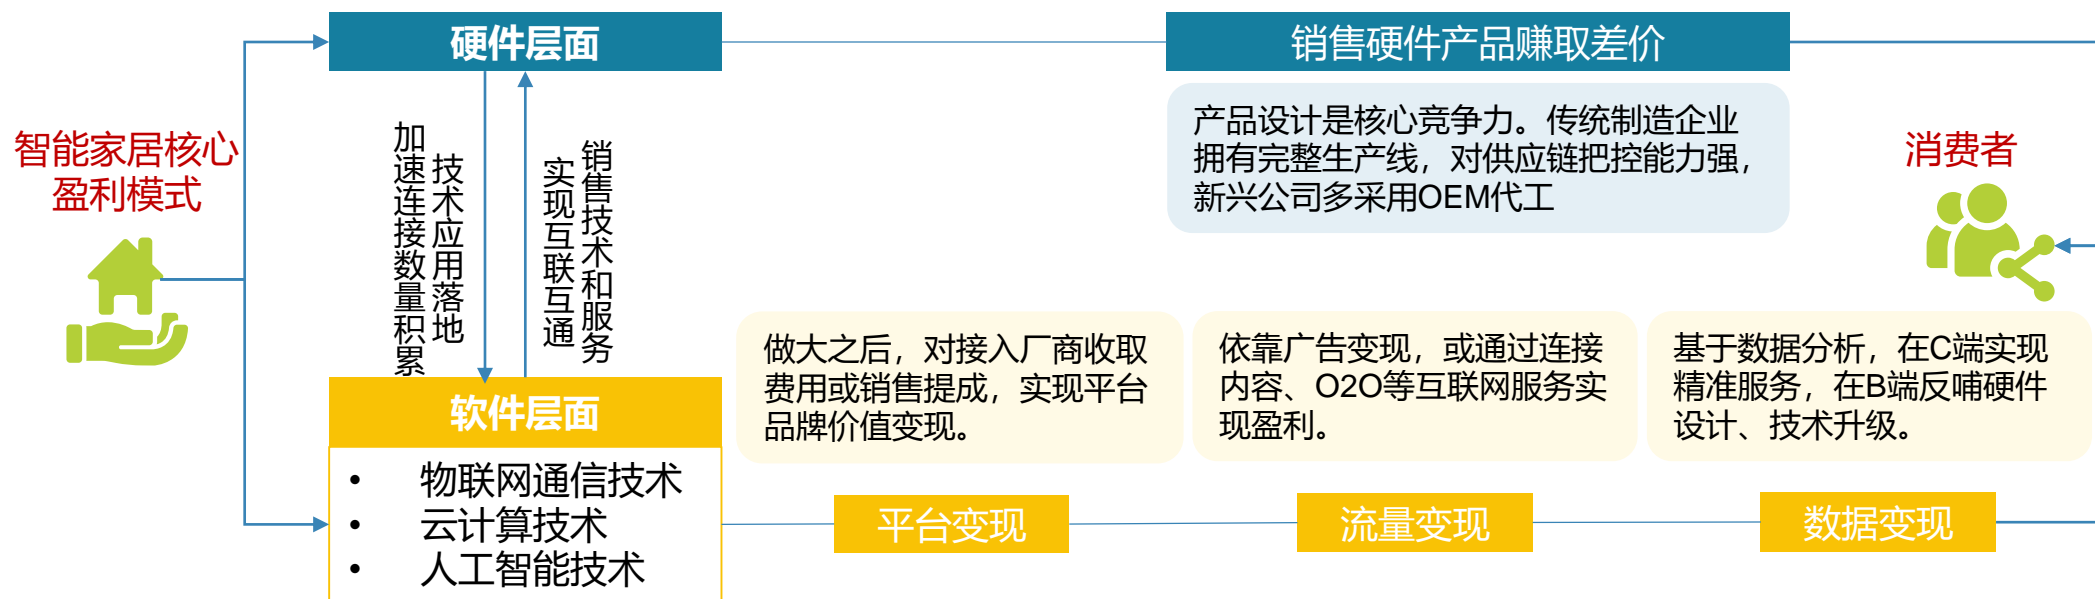 智能家居核心
盈利模式
硬件层面
加速连接数量积累
技术应用落地
实现互联互通
销售技术和服务
软件层面
• 物联网通信技术
• 云计算技术
• 人工智能技术
销售硬件产品赚取差价
产品设计是核心竞争力。传统制造企业
拥有完整生产线，对供应链把控能力强，
新兴公司多采用OEM代工
消费者
做大之后，对接入厂商收取
费用或销售提成，实现平台
品牌价值变现。
依靠广告变现，或通过连接
内容、O2O等互联网服务实
现盈利。
基于数据分析，在C端实现
精准服务，在B端反哺硬件
设计、技术升级。
平台变现
流量变现
数据变现